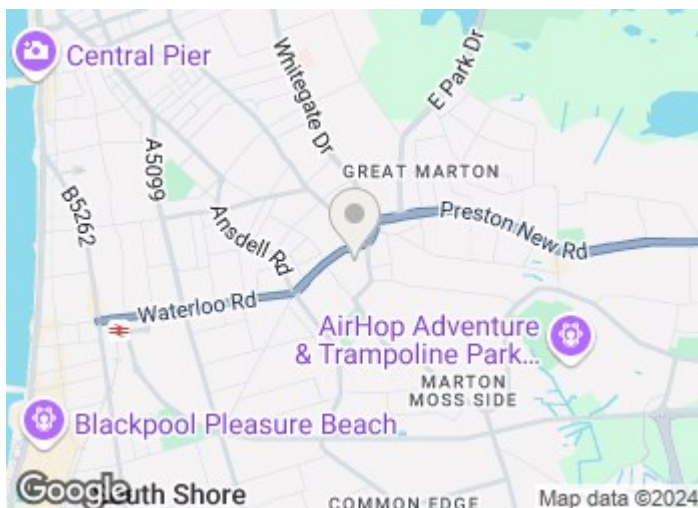 Central Pier
Whitegate Dr
E Park Dr
A5099
GREAT MARTON
B5262
Ansdell Rd
Preston New Rd
Waterloo Rd
AirHop Adventure
& Trampoline Park...
MARTON
MOSS SIDE
Blackpool Pleasure Beach
Google
South Shore
COMMON EDGE
Map data ©2024